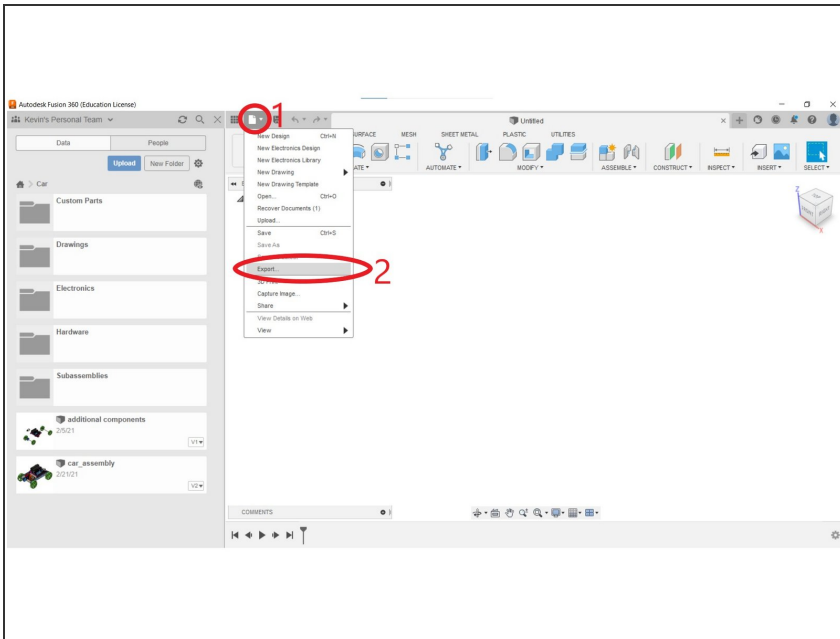 Autodesk Fusion 360 (Education License)
Kevin's Personal Team
1
Untitled
Data People
Upload New Folder
Car
Custom Parts
Drawings
Electronics
Hardware
Subassemblies
additional components
2/5/21
V1
car_assembly
2/21/21
V2
New Design Ctrl+N
New Electronics Design
New Electronics Library
New Drawing
New Drawing Template
Open... Ctrl+O
Recover Documents (1)
Upload...
Save Ctrl+S
Save As
Export...
2
Capture Image...
Share
View Details on Web
View
MESH SHEET METAL PLASTIC UTILITIES
AUTOMATE MODIFY ASSEMBLE CONSTRUCT INSPECT INSERT SELECT
Z
TOP
FRONT
X
COMMENTS